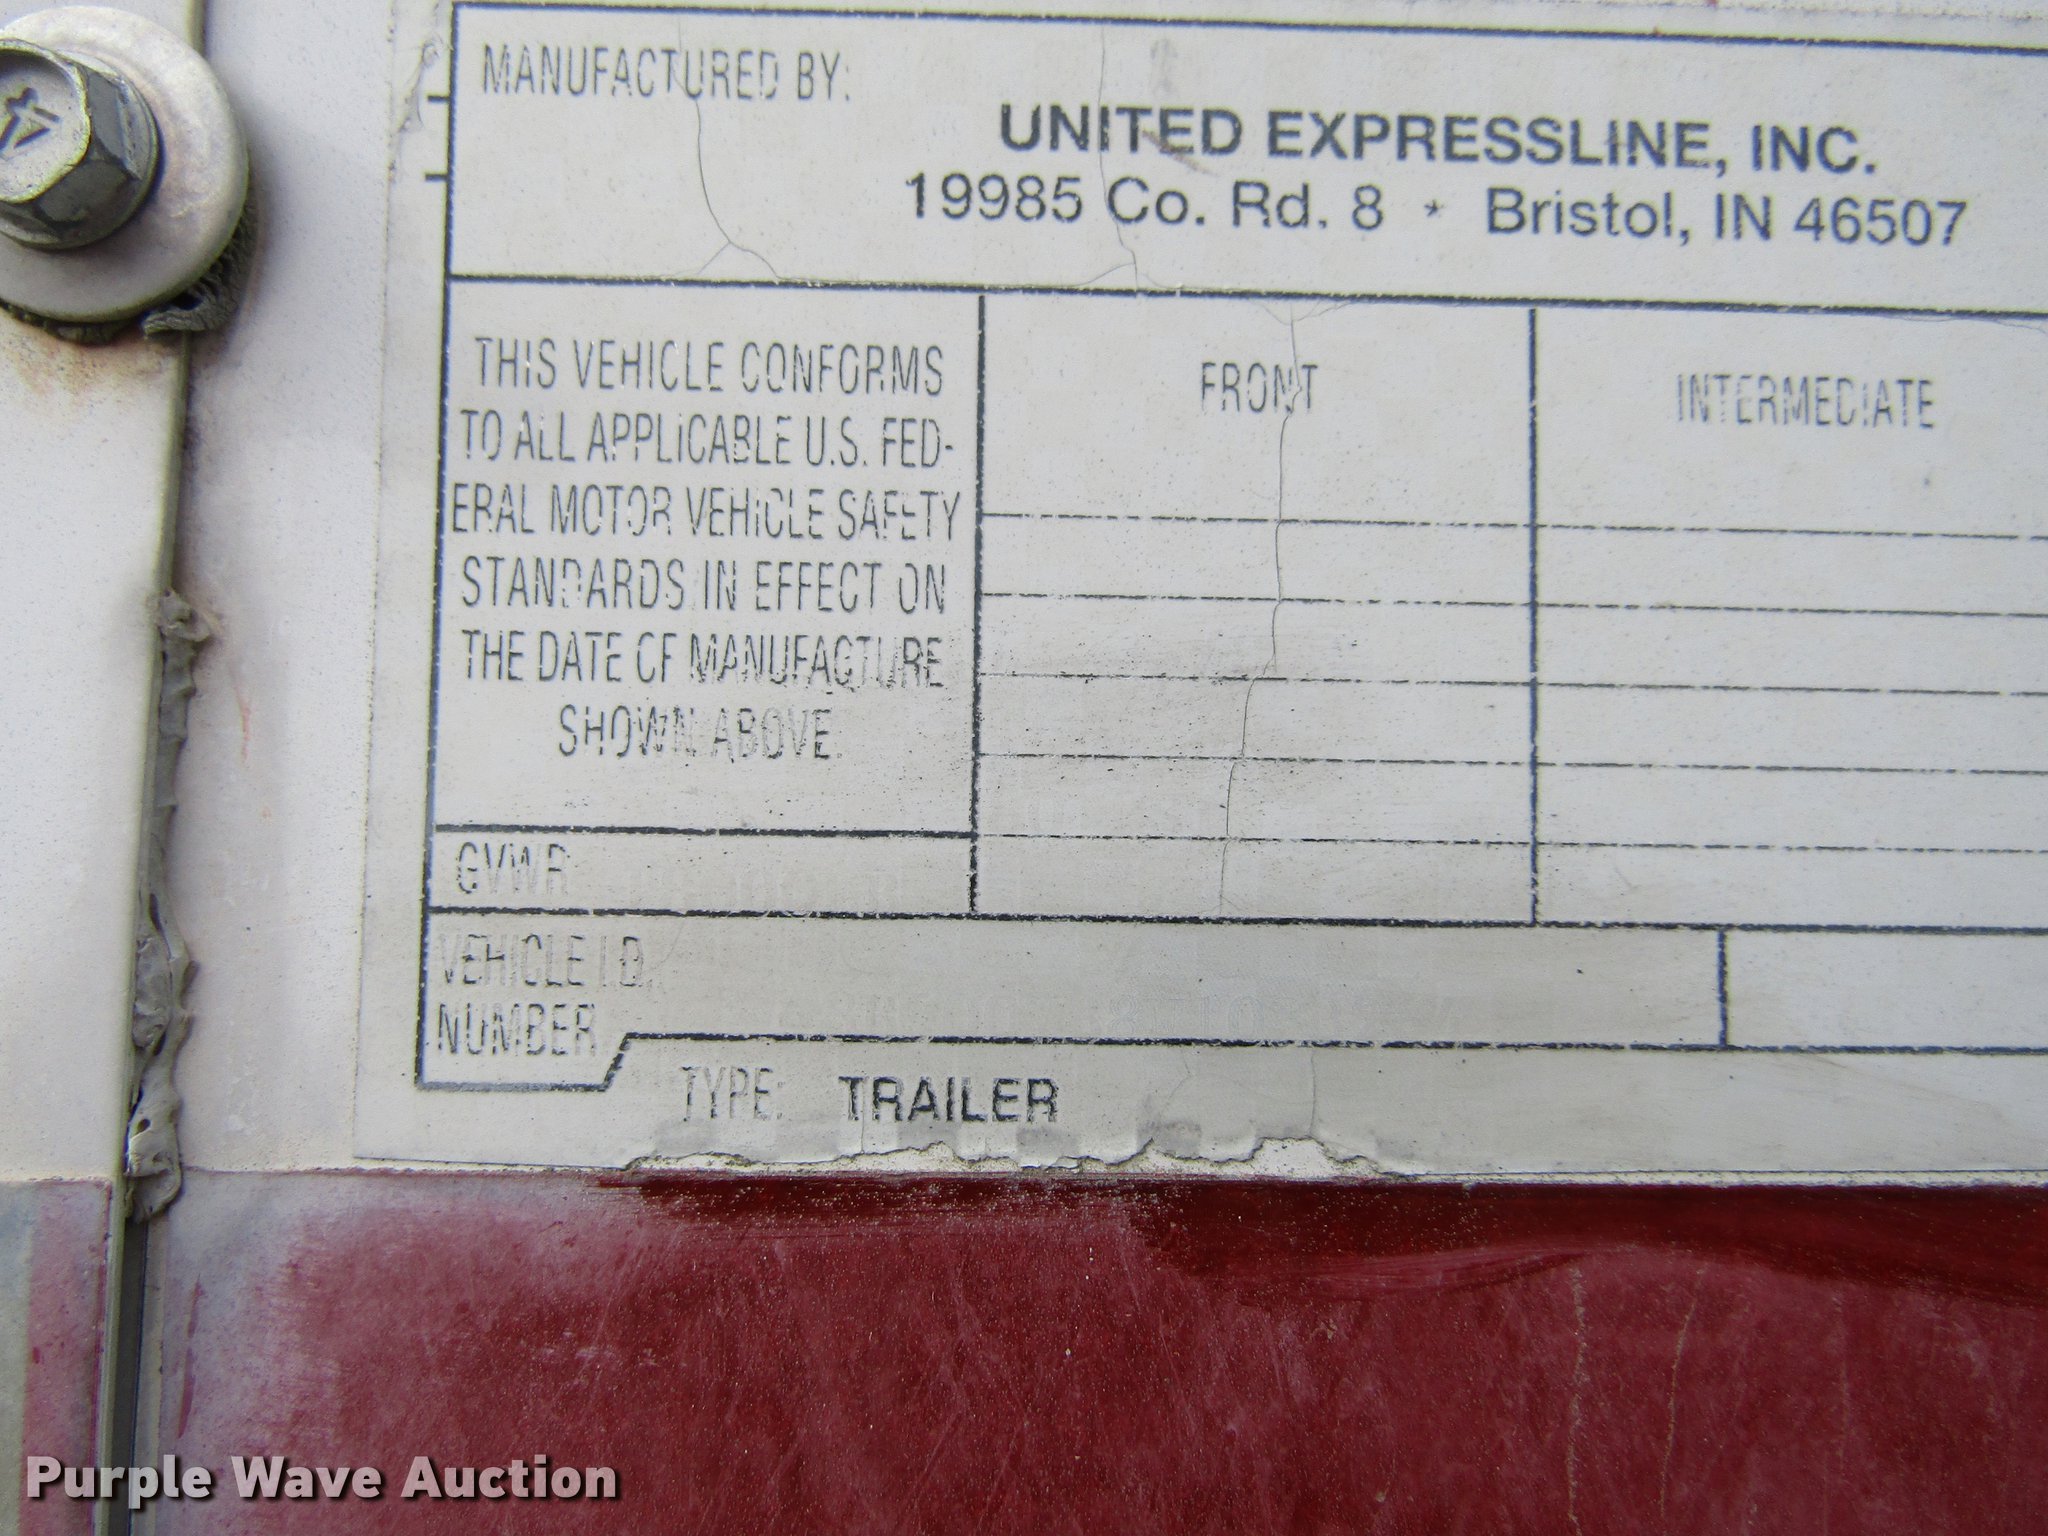 MANUFACTURED BY:
UNITED EXPRESSLINE, INC.
19985 Co. Rd. 8 * Bristol, IN 46507
THIS VEHICLE CONFORMS
TO ALL APPLICABLE U.S. FED-
ERAL MOTOR VEHICLE SAFETY
STANDARDS IN EFFECT ON
THE DATE OF MANUFACTURE
SHOWN ABOVE.
FRONT
INTERMEDIATE
GVWR
VEHICLE I.D.
NUMBER
TYPE: TRAILER
Purple Wave Auction